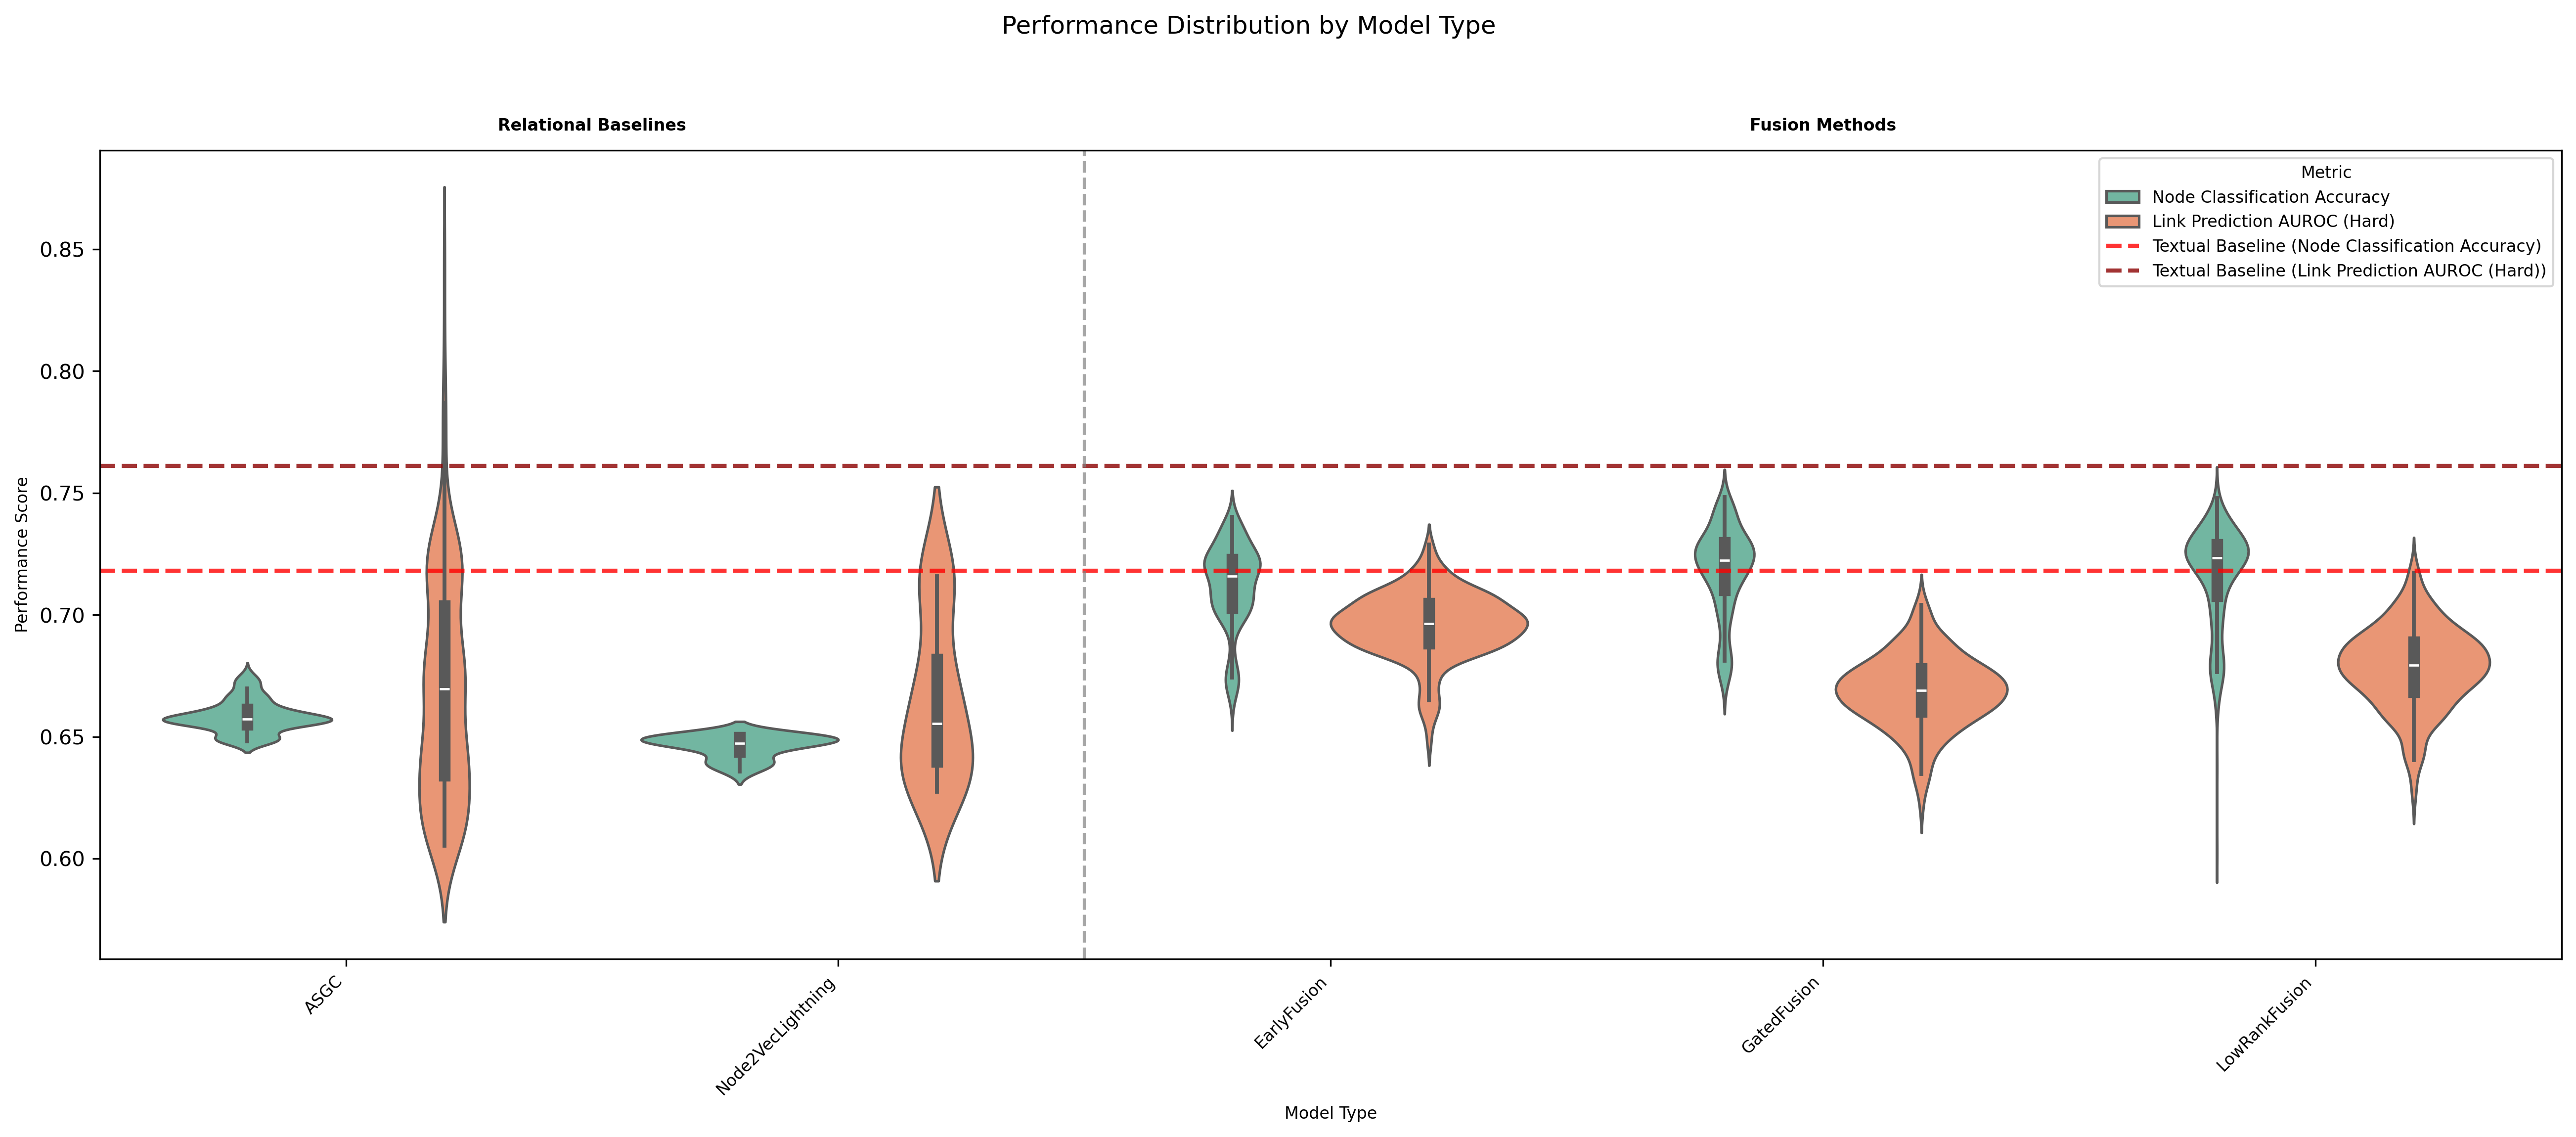 Performance Distribution by Model Type
Relational Baselines
Fusion Methods
Metric
Node Classification Accuracy
Link Prediction AUROC (Hard)
Textual Baseline (Node Classification Accuracy)
Textual Baseline (Link Prediction AUROC (Hard))
Performance Score
0.85
0.80
0.75
0.70
0.65
0.60
ASGC
Node2VecLightning
EarlyFusion
GatedFusion
LowRankFusion
Model Type